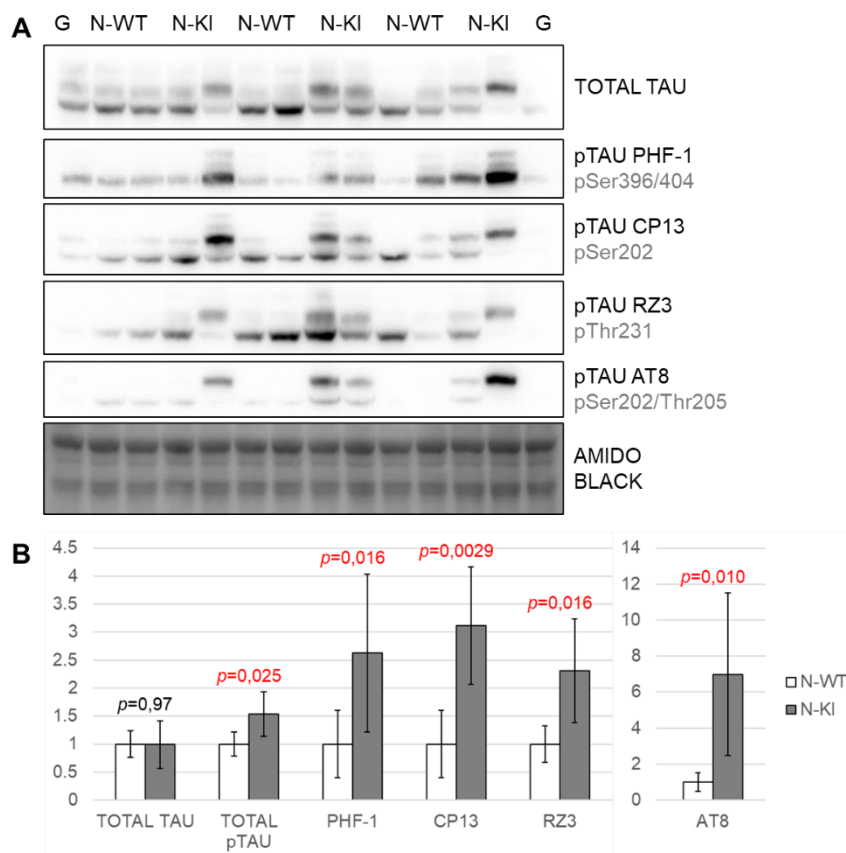 A
G N-WT N-KI N-WT N-KI N-WT N-KI G
TOTAL TAU
pTAU PHF-1
pSer396/404
pTAU CP13
pSer202
pTAU RZ3
pThr231
pTAU AT8
pSer202/Thr205
AMIDO
BLACK
B
4.5
4
3.5
3
2.5
2
1.5
1
0.5
0
p=0,97
p=0,025
p=0,016
p=0,0029
p=0,016
TOTAL TAU
TOTAL
pTAU
PHF-1
CP13
RZ3
14
12
10
8
6
4
2
0
p=0,010
AT8
N-WT
N-KI